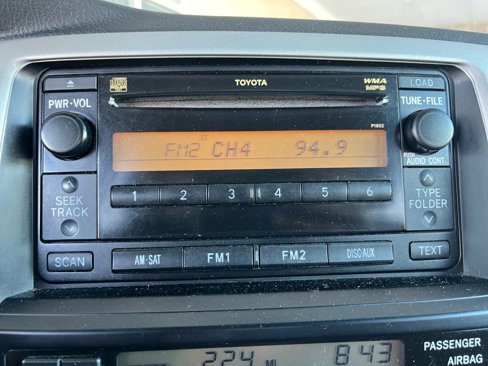 TOYOTA
WMA
MP3
LOAD
PWR•VOL
TUNE•FILE
P1802
FM2 CH4 94.9
AUDIO CONT
1 2 3 4 5 6
SEEK
TRACK
TYPE
FOLDER
SCAN
AM•SAT
FM1
FM2
DISC•AUX
TEXT
224 MI
8:43
PASSENGER
AIRBAG